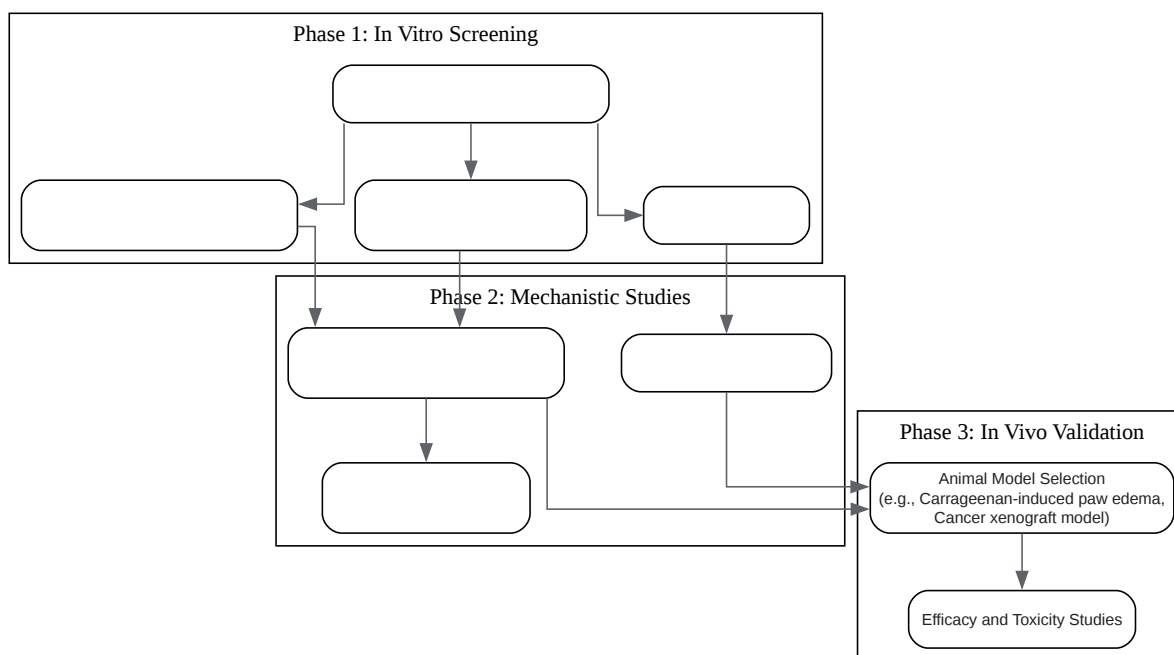 Phase 1: In Vitro Screening
Phase 2: Mechanistic Studies
Phase 3: In Vivo Validation
Animal Model Selection
(e.g., Carrageenan-induced paw edema,
Cancer xenograft model)
Efficacy and Toxicity Studies